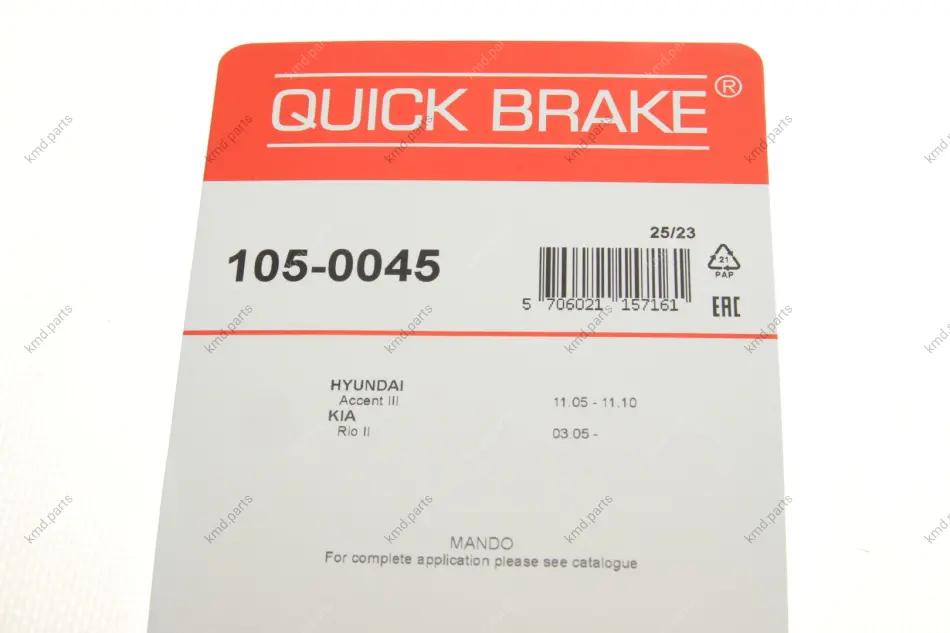 QUICK BRAKE®
25/23
105-0045
21
PAP
5 706021 157161
EAC
HYUNDAI
Accent III 11.05 - 11.10
KIA
Rio II 03.05 -
MANDO
For complete application please see catalogue
kmd.parts